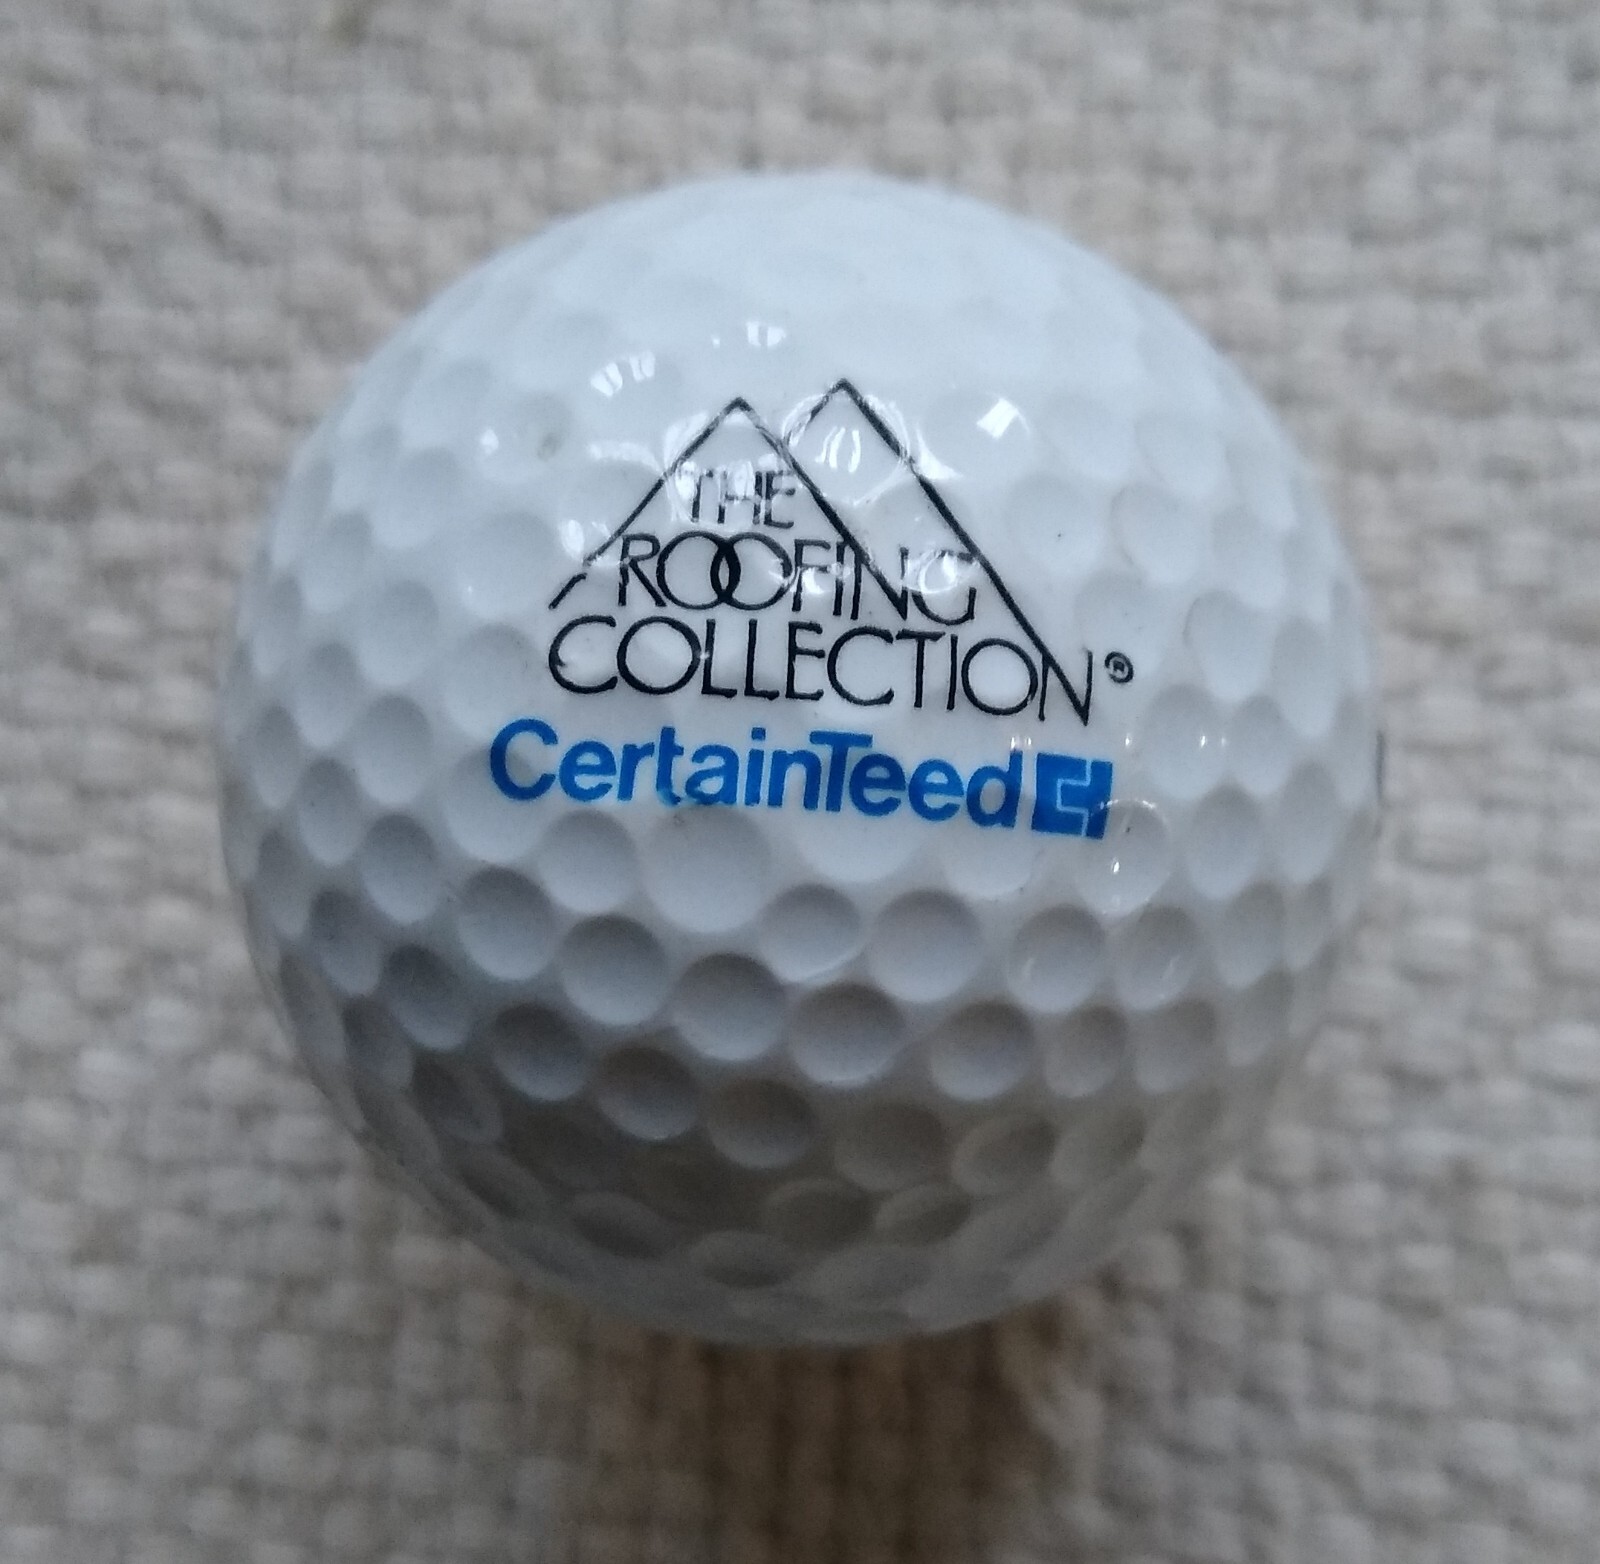 THE
ROOFING
COLLECTION®
CertainTeed